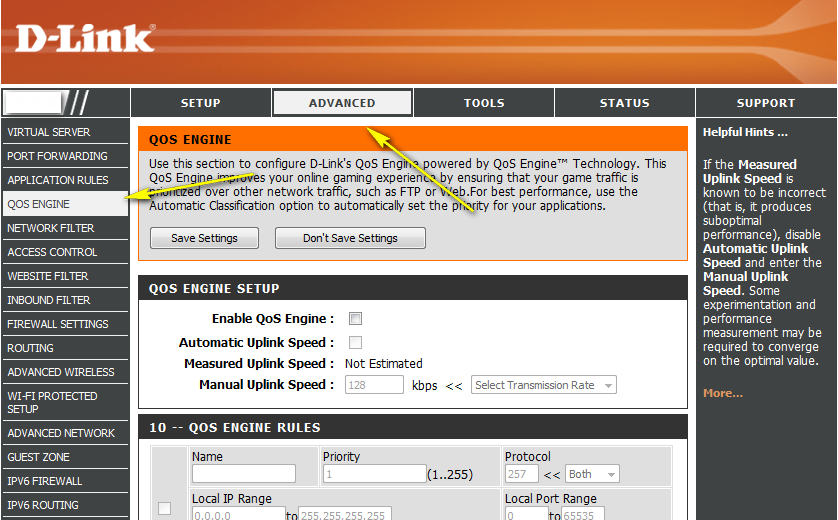 D-Link®
SETUP
ADVANCED
TOOLS
STATUS
SUPPORT
VIRTUAL SERVER
PORT FORWARDING
APPLICATION RULES
QOS ENGINE
NETWORK FILTER
ACCESS CONTROL
WEBSITE FILTER
INBOUND FILTER
FIREWALL SETTINGS
ROUTING
ADVANCED WIRELESS
WI-FI PROTECTED
SETUP
ADVANCED NETWORK
GUEST ZONE
IPV6 FIREWALL
IPV6 ROUTING
QOS ENGINE
Use this section to configure D-Link's QoS Engine powered by QoS Engine™ Technology. This
QoS Engine improves your online gaming experience by ensuring that your game traffic is
prioritized over other network traffic, such as FTP or Web.For best performance, use the
Automatic Classification option to automatically set the priority for your applications.
Save Settings
Don't Save Settings
QOS ENGINE SETUP
Enable QoS Engine :
Automatic Uplink Speed :
Measured Uplink Speed : Not Estimated
Manual Uplink Speed : 128 kbps << Select Transmission Rate
10 -- QOS ENGINE RULES
Name
Priority
1 (1..255)
Protocol
257 << Both
Local IP Range
0.0.0.0 to 255.255.255.255
Local Port Range
0 to 65535
Helpful Hints ...
If the Measured
Uplink Speed is
known to be incorrect
(that is, it produces
suboptimal
performance), disable
Automatic Uplink
Speed and enter the
Manual Uplink
Speed. Some
experimentation and
performance
measurement may be
required to converge
on the optimal value.
More...